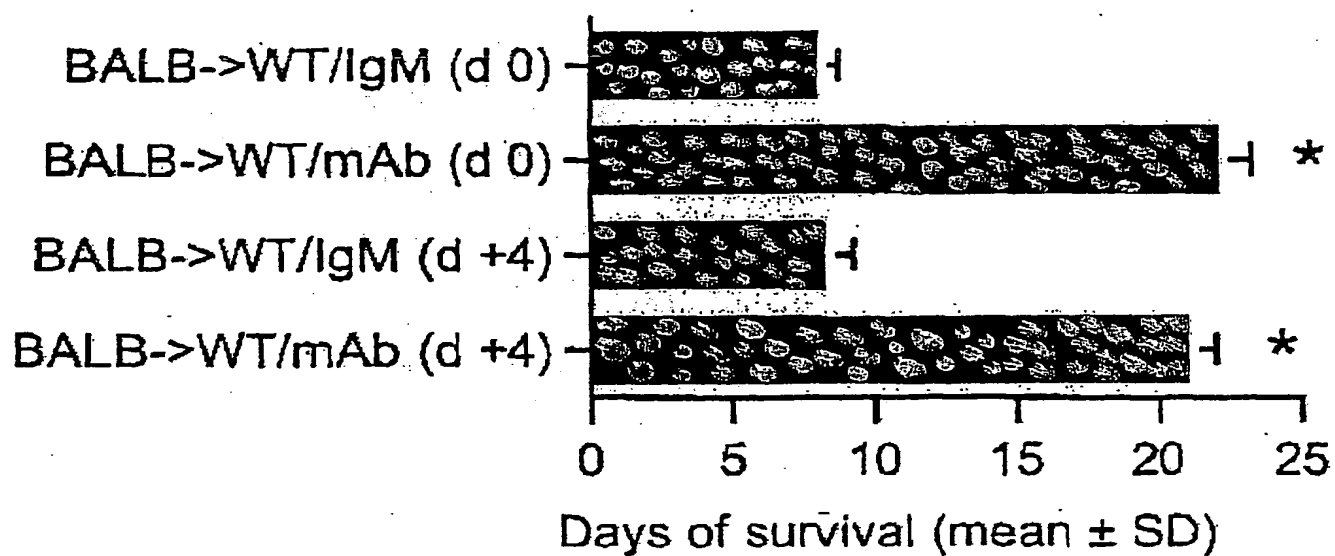 BALB->WT/IgM (d 0)
BALB->WT/mAb (d 0) *
BALB->WT/IgM (d +4)
BALB->WT/mAb (d +4) *
0 5 10 15 20 25
Days of survival (mean ± SD)